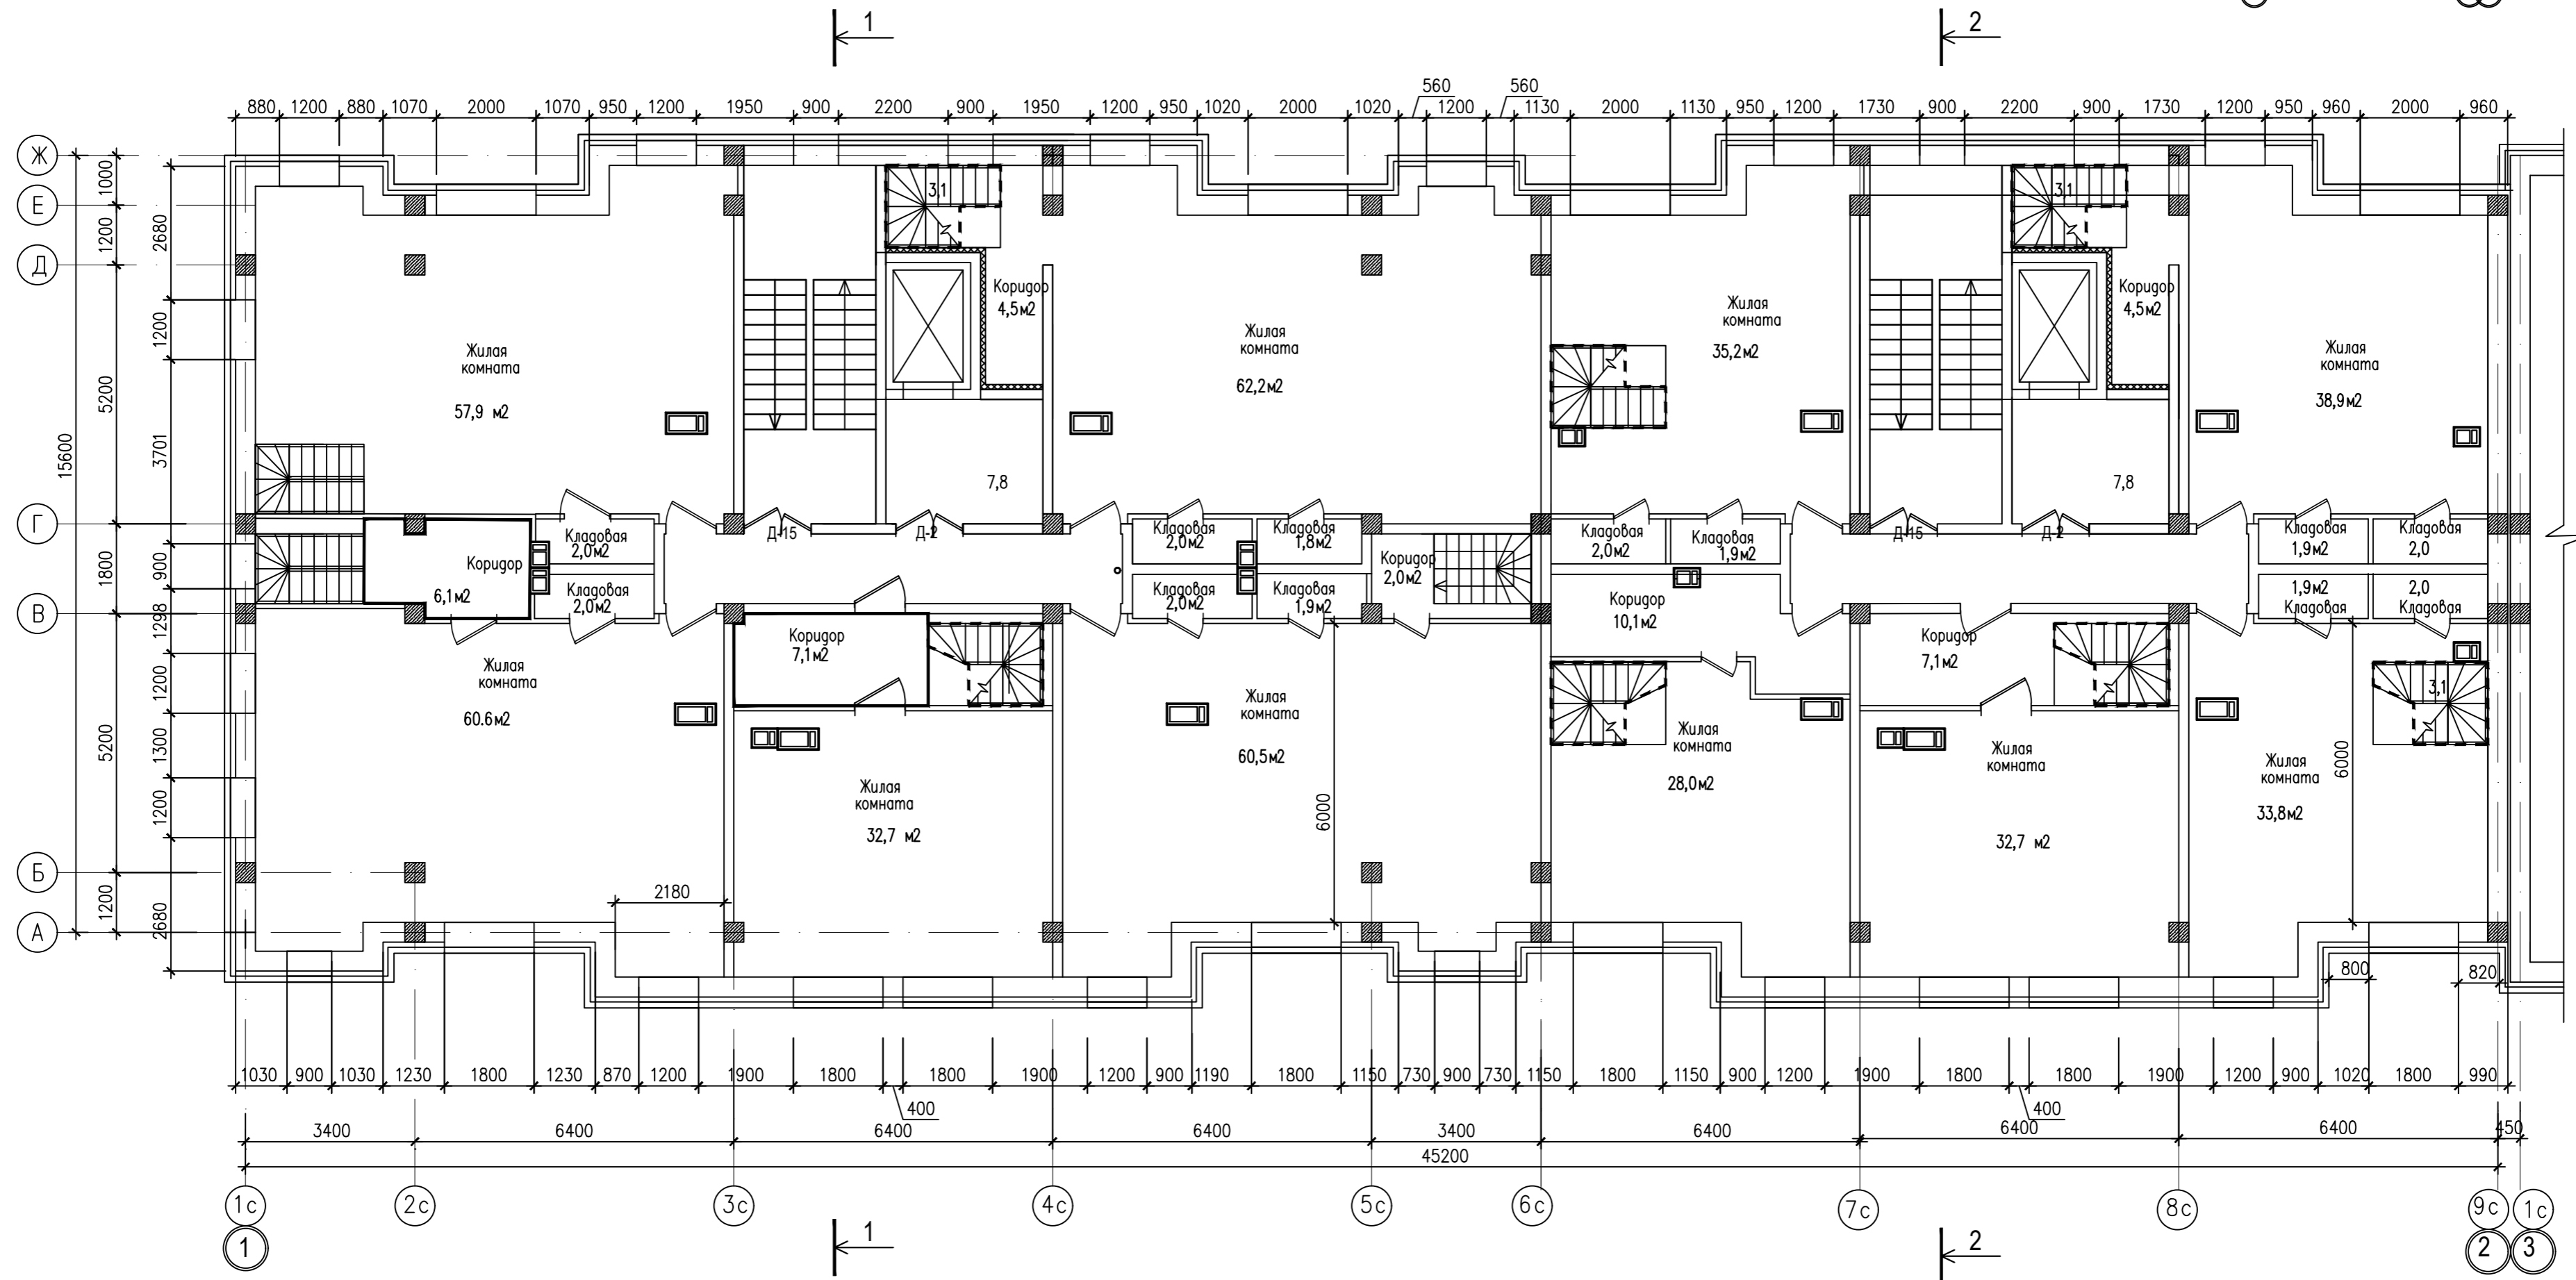 1
2
560
560
880 1200 880 1070 2000 1070 950 1200 1950 900 2200 900 1950 1200 950 1020 2000 1020 1200 1130 2000 1130 950 1200 1730 900 2200 900 1730 1200 950 960 2000 960
Ж
Е
Д
Г
В
Б
А
15600
1000
1200
5200
1800
5200
1200
2680
1200
3701
900
1298
1200
1300
1200
2680
Жилая
комната
57,9 м2
3,1
Коридор
4,5м2
7,8
Жилая
комната
62,2м2
Жилая
комната
35,2м2
3,1
Коридор
4,5м2
7,8
Жилая
комната
38,9м2
Коридор
6,1м2
Кладовая
2,0м2
Кладовая
2,0м2
Д-15
Д-2
Кладовая
2,0м2
Кладовая
1,8м2
Кладовая
2,0м2
Кладовая
1,9м2
Коридор
2,0м2
Кладовая
2,0м2
Кладовая
1,9м2
Д-15
Д-2
Кладовая
1,9м2
Кладовая
2,0
1,9м2
Кладовая
2,0
Кладовая
Жилая
комната
60.6м2
Коридор
7,1м2
Жилая
комната
32,7 м2
Жилая
комната
60,5м2
6000
Коридор
10,1м2
Жилая
комната
28,0м2
Коридор
7,1м2
Жилая
комната
32,7 м2
3,1
Жилая
комната
33,8м2
6000
2180
800
820
1030 900 1030 1230 1800 1230 870 1200 1900 1800 1800 1900 1200 900 1190 1800 1150 730 900 730 1150 1800 1150 900 1200 1900 1800 1800 1900 1200 900 1020 1800 990
400
400
3400 6400 6400 6400 3400 6400 6400 6400 450
45200
1с 2с 3с 4с 5с 6с 7с 8с 9с 1с
1 2 3
1
2